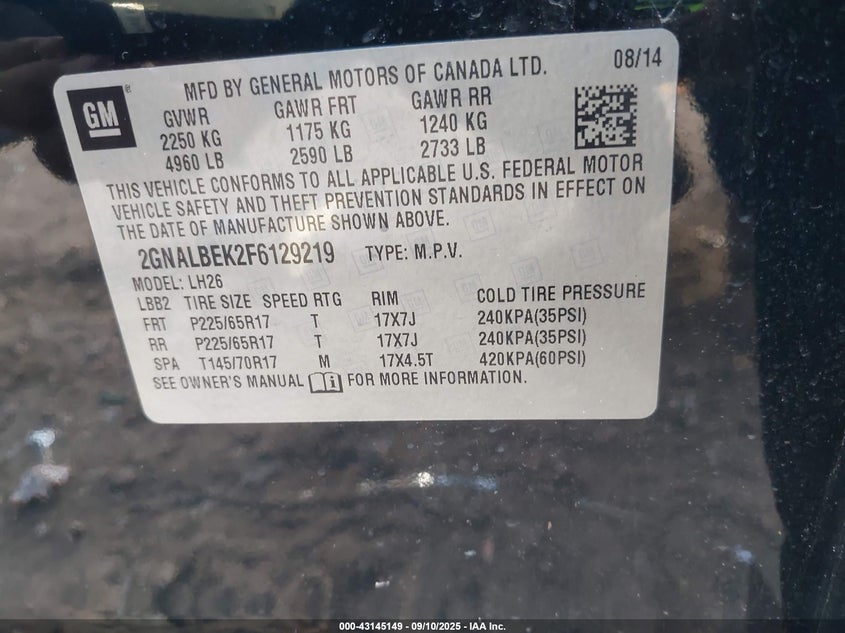 GM
MFD BY GENERAL MOTORS OF CANADA LTD. 08/14
GVWR GAWR FRT GAWR RR
2250 KG 1175 KG 1240 KG
4960 LB 2590 LB 2733 LB
THIS VEHICLE CONFORMS TO ALL APPLICABLE U.S. FEDERAL MOTOR
VEHICLE SAFETY AND THEFT PREVENTION STANDARDS IN EFFECT ON
THE DATE OF MANUFACTURE SHOWN ABOVE.
2GNALBEK2F6129219 TYPE: M.P.V.
MODEL: LH26
LBB2 TIRE SIZE SPEED RTG RIM COLD TIRE PRESSURE
FRT P225/65R17 T 17X7J 240KPA(35PSI)
RR P225/65R17 T 17X7J 240KPA(35PSI)
SPA T145/70R17 M 17X4.5T 420KPA(60PSI)
SEE OWNER'S MANUAL FOR MORE INFORMATION.
000-43145149 - 09/10/2025 - IAA Inc.